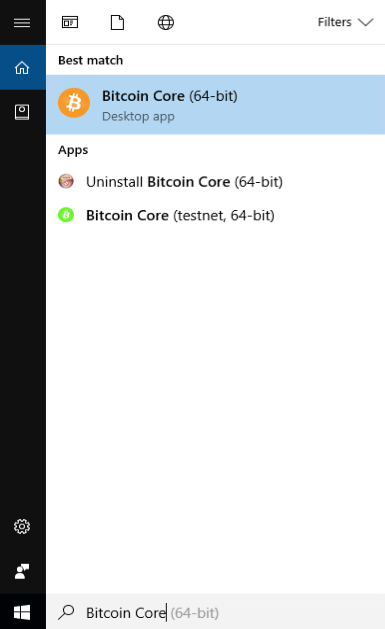 Filters
Best match
Bitcoin Core (64-bit)
Desktop app
Apps
Uninstall Bitcoin Core (64-bit)
Bitcoin Core (testnet, 64-bit)
Bitcoin Core (64-bit)